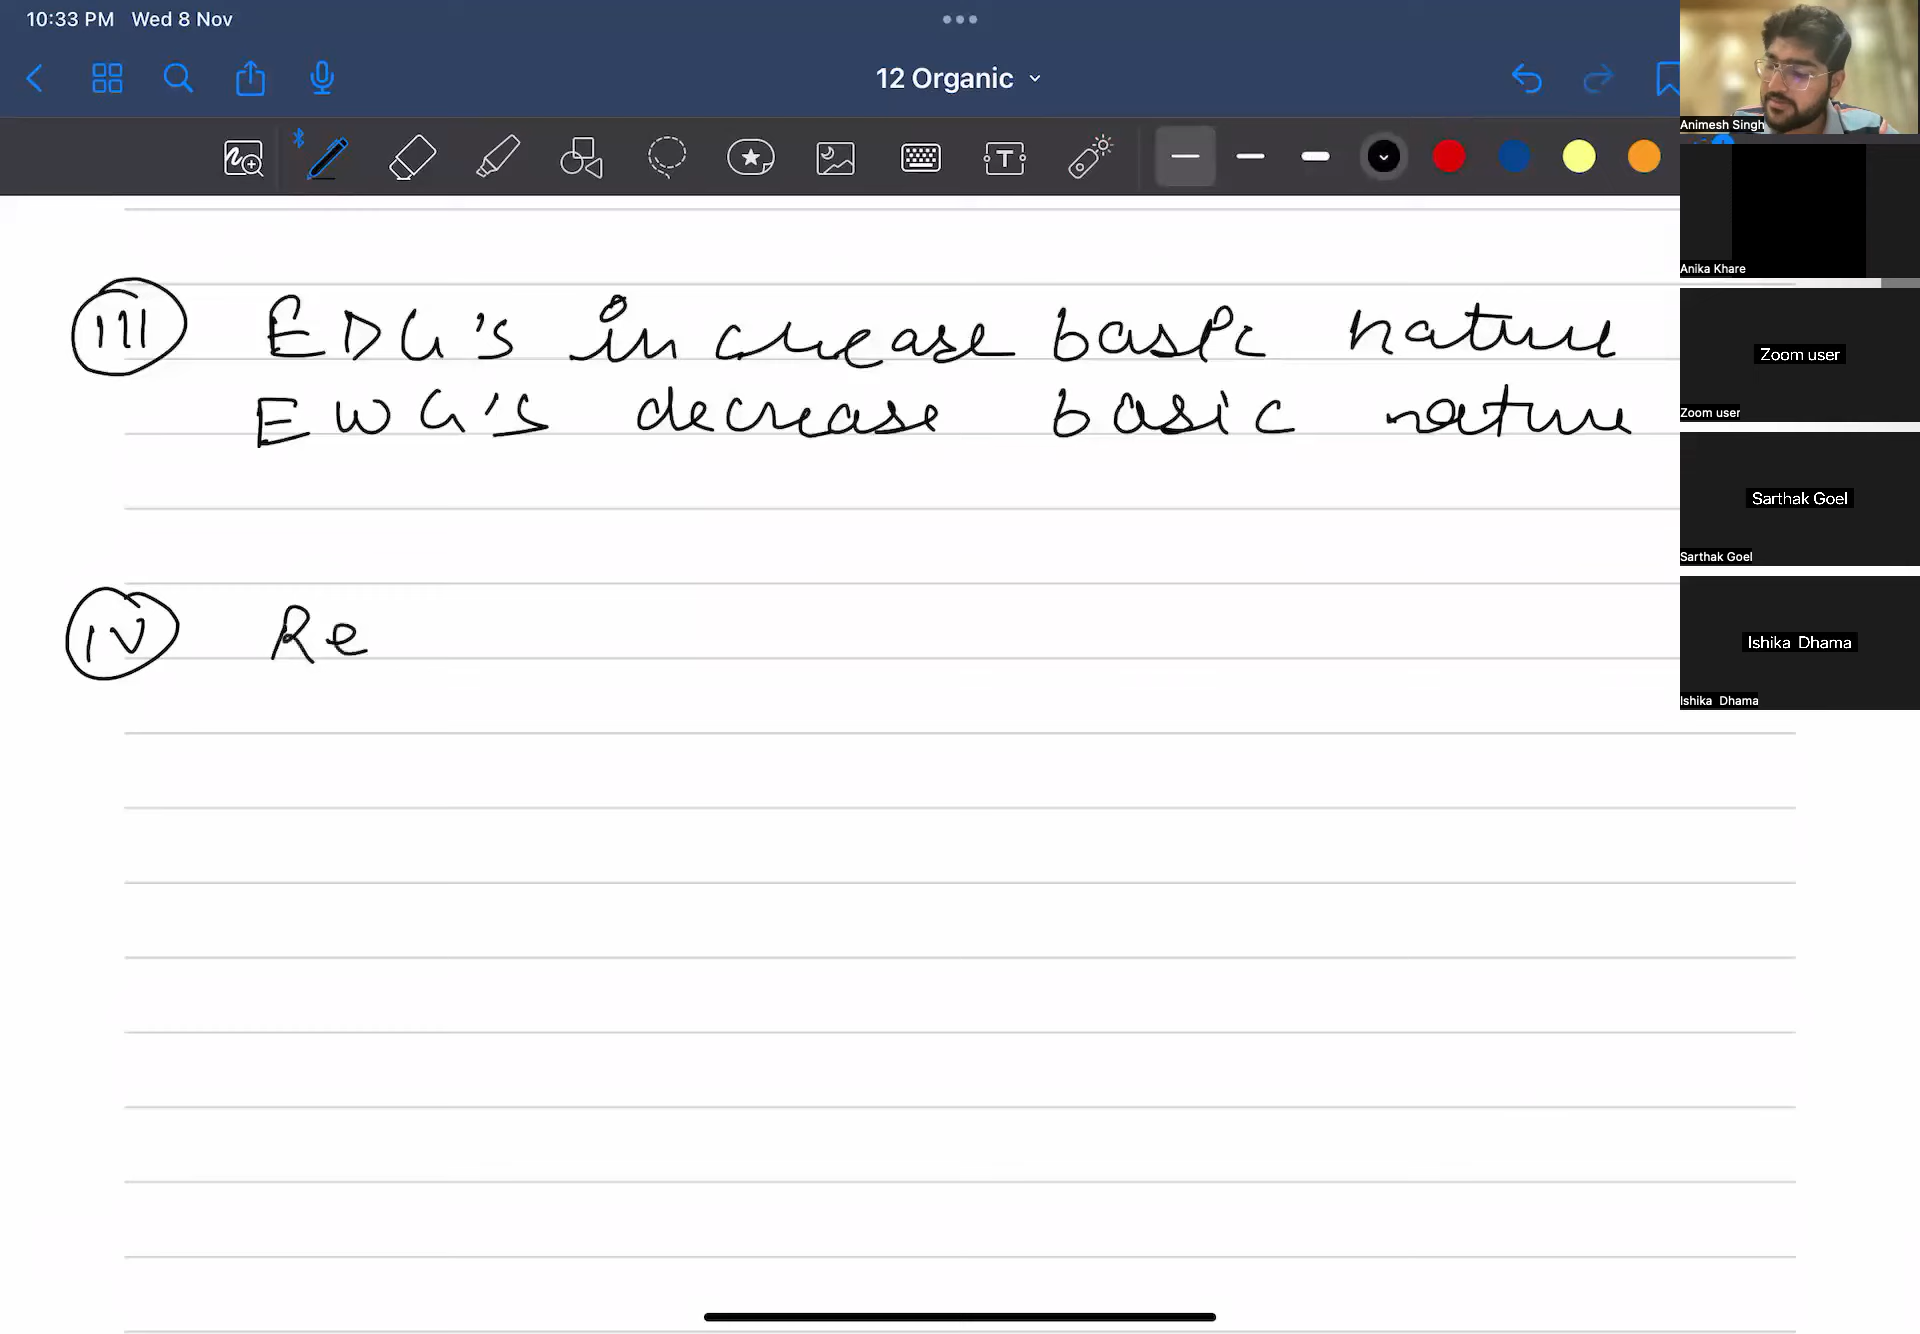 10:33 PM Wed 8 Nov
12 Organic
T
Animesh Singh
Anika Khare
(iii) EDG's increase basic nature
EWG's decrease basic nature
Zoom user
Zoom user
Sarthak Goel
Sarthak Goel
(iv) Re
Ishika Dhama
Ishika Dhama